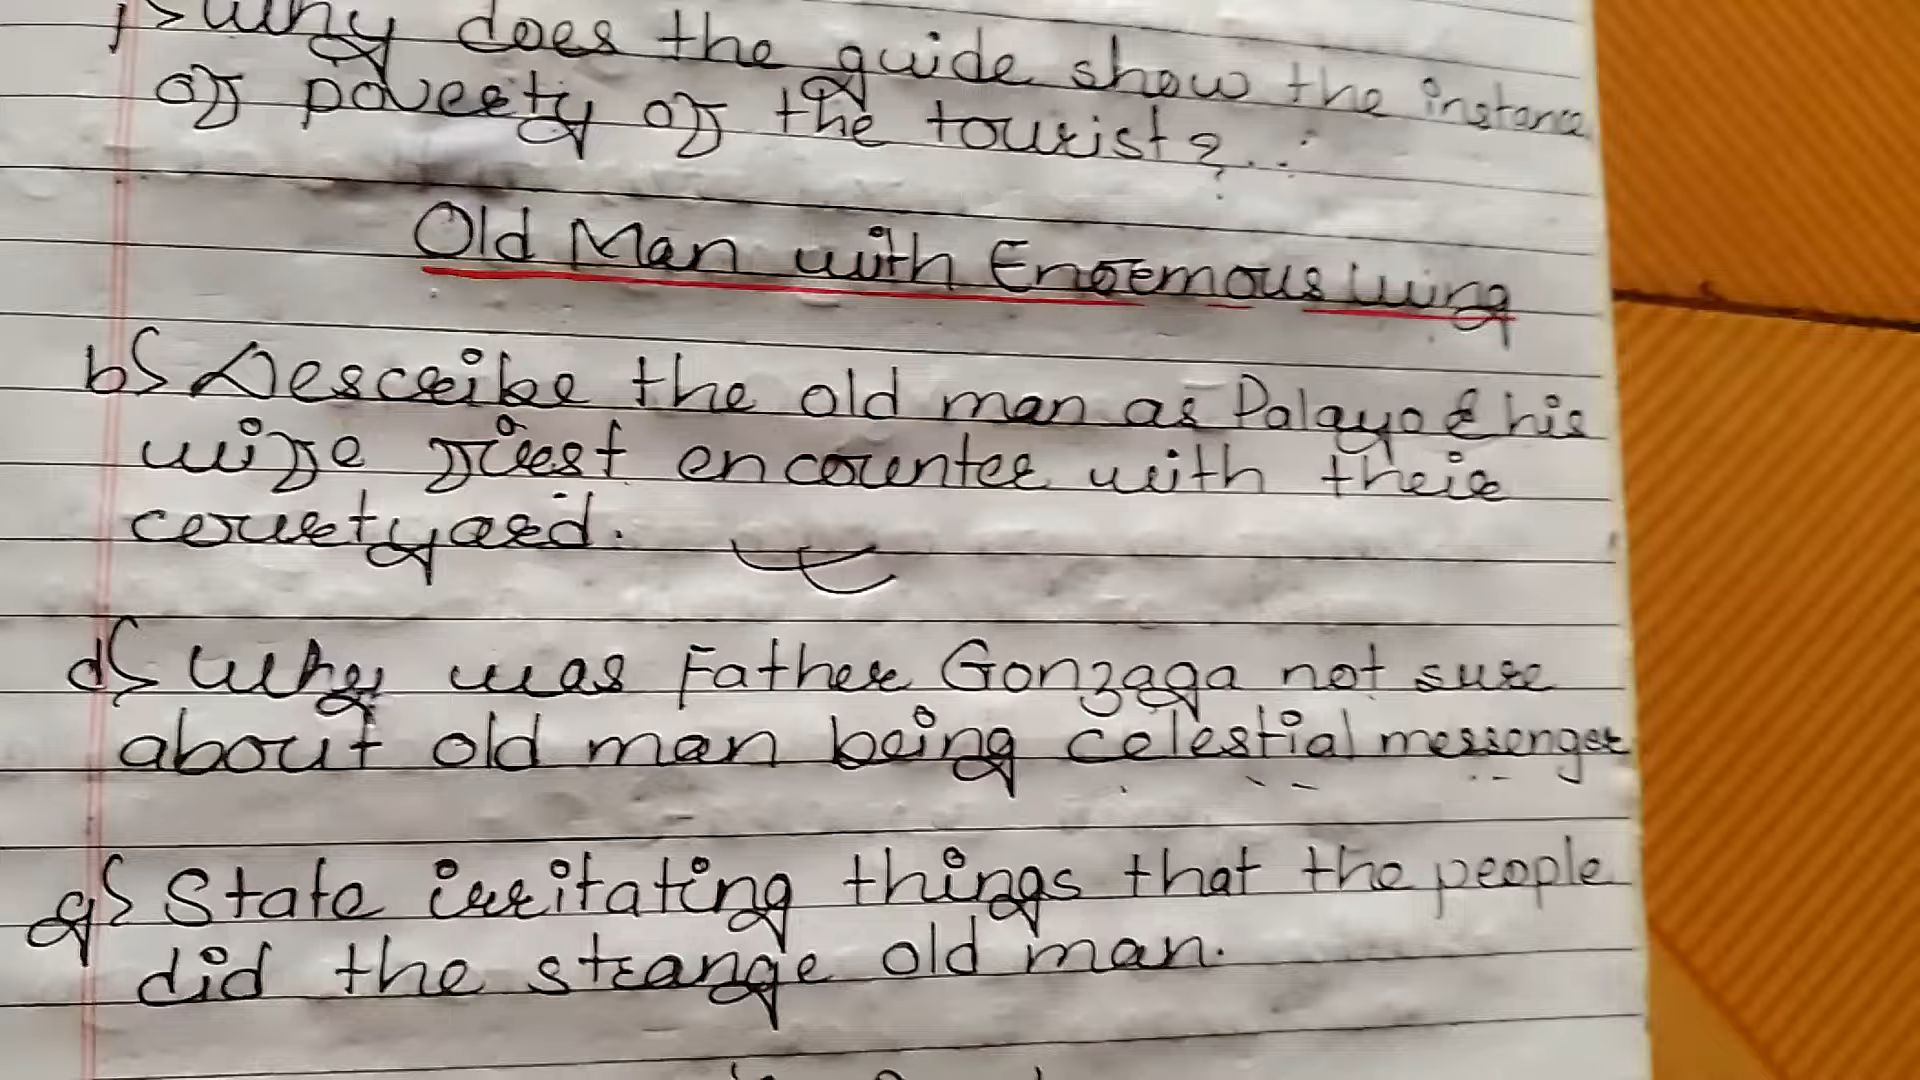 1> Why does the guide show the instance
of poverty of the tourist?
Old Man with Enormous Wing
b> Describe the old man as Palayo & his
wife first encounter with their
courtyard.
d> Why was Father Gonzaga not sure
about old man being celestial messenger
g> State irritating things that the people
did the strange old man.